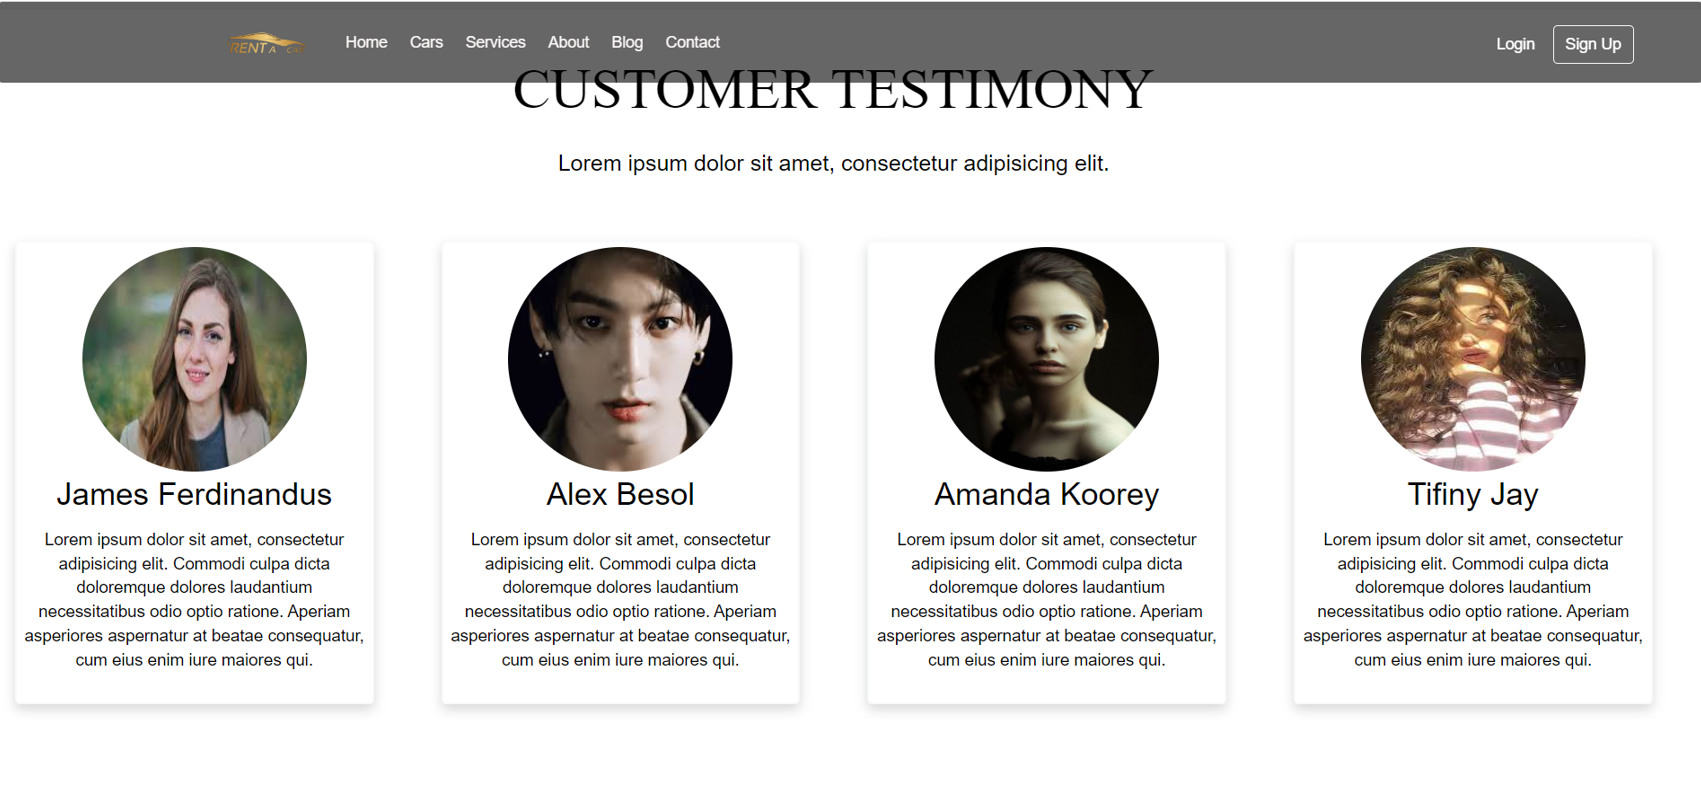 RENT A CAR
Home Cars Services About Blog Contact
Login Sign Up
CUSTOMER TESTIMONY
Lorem ipsum dolor sit amet, consectetur adipisicing elit.
James Ferdinandus
Lorem ipsum dolor sit amet, consectetur
adipisicing elit. Commodi culpa dicta
doloremque dolores laudantium
necessitatibus odio optio ratione. Aperiam
asperiores aspernatur at beatae consequatur,
cum eius enim iure maiores qui.
Alex Besol
Lorem ipsum dolor sit amet, consectetur
adipisicing elit. Commodi culpa dicta
doloremque dolores laudantium
necessitatibus odio optio ratione. Aperiam
asperiores aspernatur at beatae consequatur,
cum eius enim iure maiores qui.
Amanda Koorey
Lorem ipsum dolor sit amet, consectetur
adipisicing elit. Commodi culpa dicta
doloremque dolores laudantium
necessitatibus odio optio ratione. Aperiam
asperiores aspernatur at beatae consequatur,
cum eius enim iure maiores qui.
Tifiny Jay
Lorem ipsum dolor sit amet, consectetur
adipisicing elit. Commodi culpa dicta
doloremque dolores laudantium
necessitatibus odio optio ratione. Aperiam
asperiores aspernatur at beatae consequatur,
cum eius enim iure maiores qui.